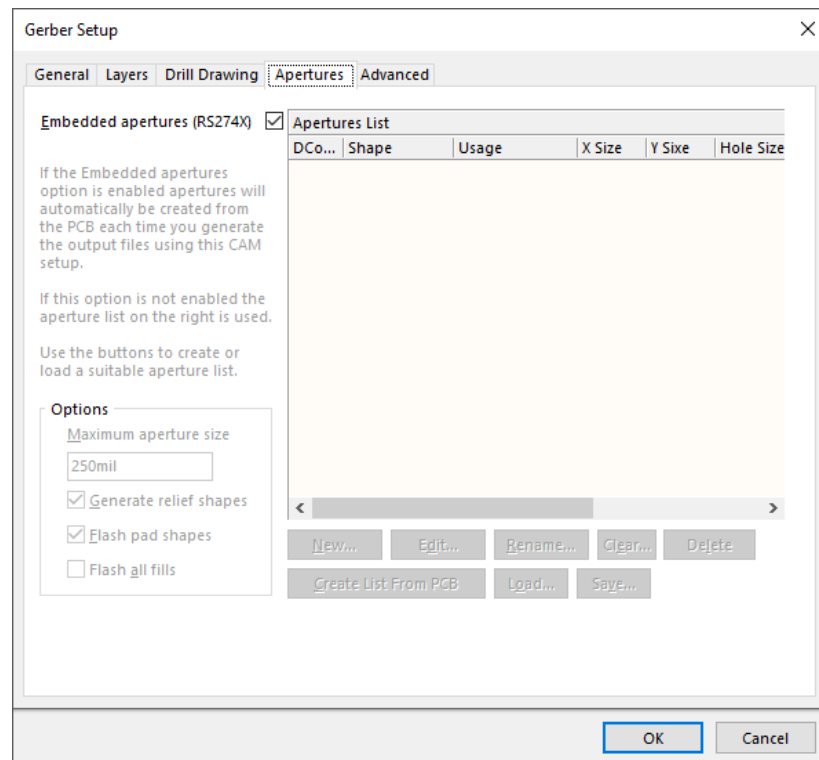 Gerber Setup
General Layers Drill Drawing Apertures Advanced
Embedded apertures (RS274X)
If the Embedded apertures
option is enabled apertures will
automatically be created from
the PCB each time you generate
the output files using this CAM
setup.
If this option is not enabled the
aperture list on the right is used.
Use the buttons to create or
load a suitable aperture list.
Options
Maximum aperture size
250mil
Generate relief shapes
Flash pad shapes
Flash all fills
Apertures List
DCo... Shape Usage X Size Y Sixe Hole Size
New... Edit... Rename... Clear... Delete
Create List From PCB Load... Save...
OK Cancel